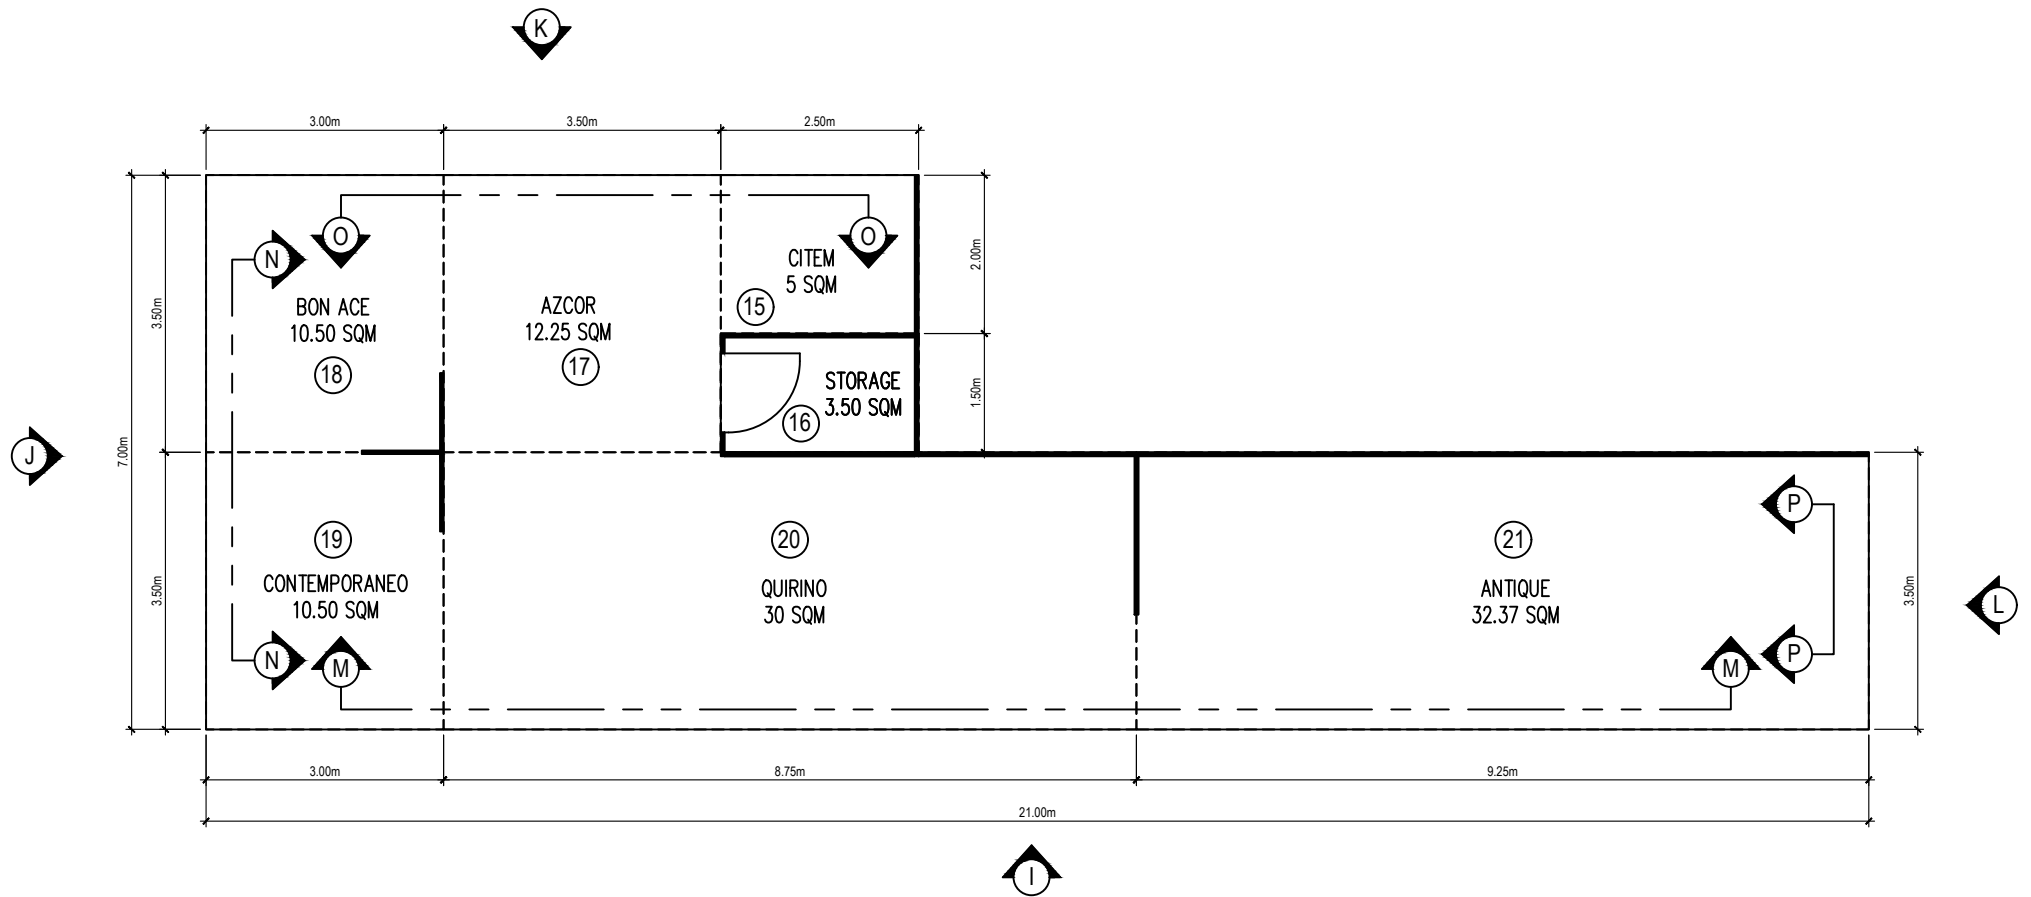 K
3.00m
3.50m
2.50m
O
O
N
CITEM
5 SQM
2.00m
15
BON ACE
10.50 SQM
18
AZCOR
12.25 SQM
17
3.50m
STORAGE
3.50 SQM
16
1.50m
J
7.00m
P
19
CONTEMPORANEO
10.50 SQM
20
QUIRINO
30 SQM
21
ANTIQUE
32.37 SQM
3.50m
3.50m
L
N
M
M
P
3.00m
8.75m
9.25m
21.00m
I